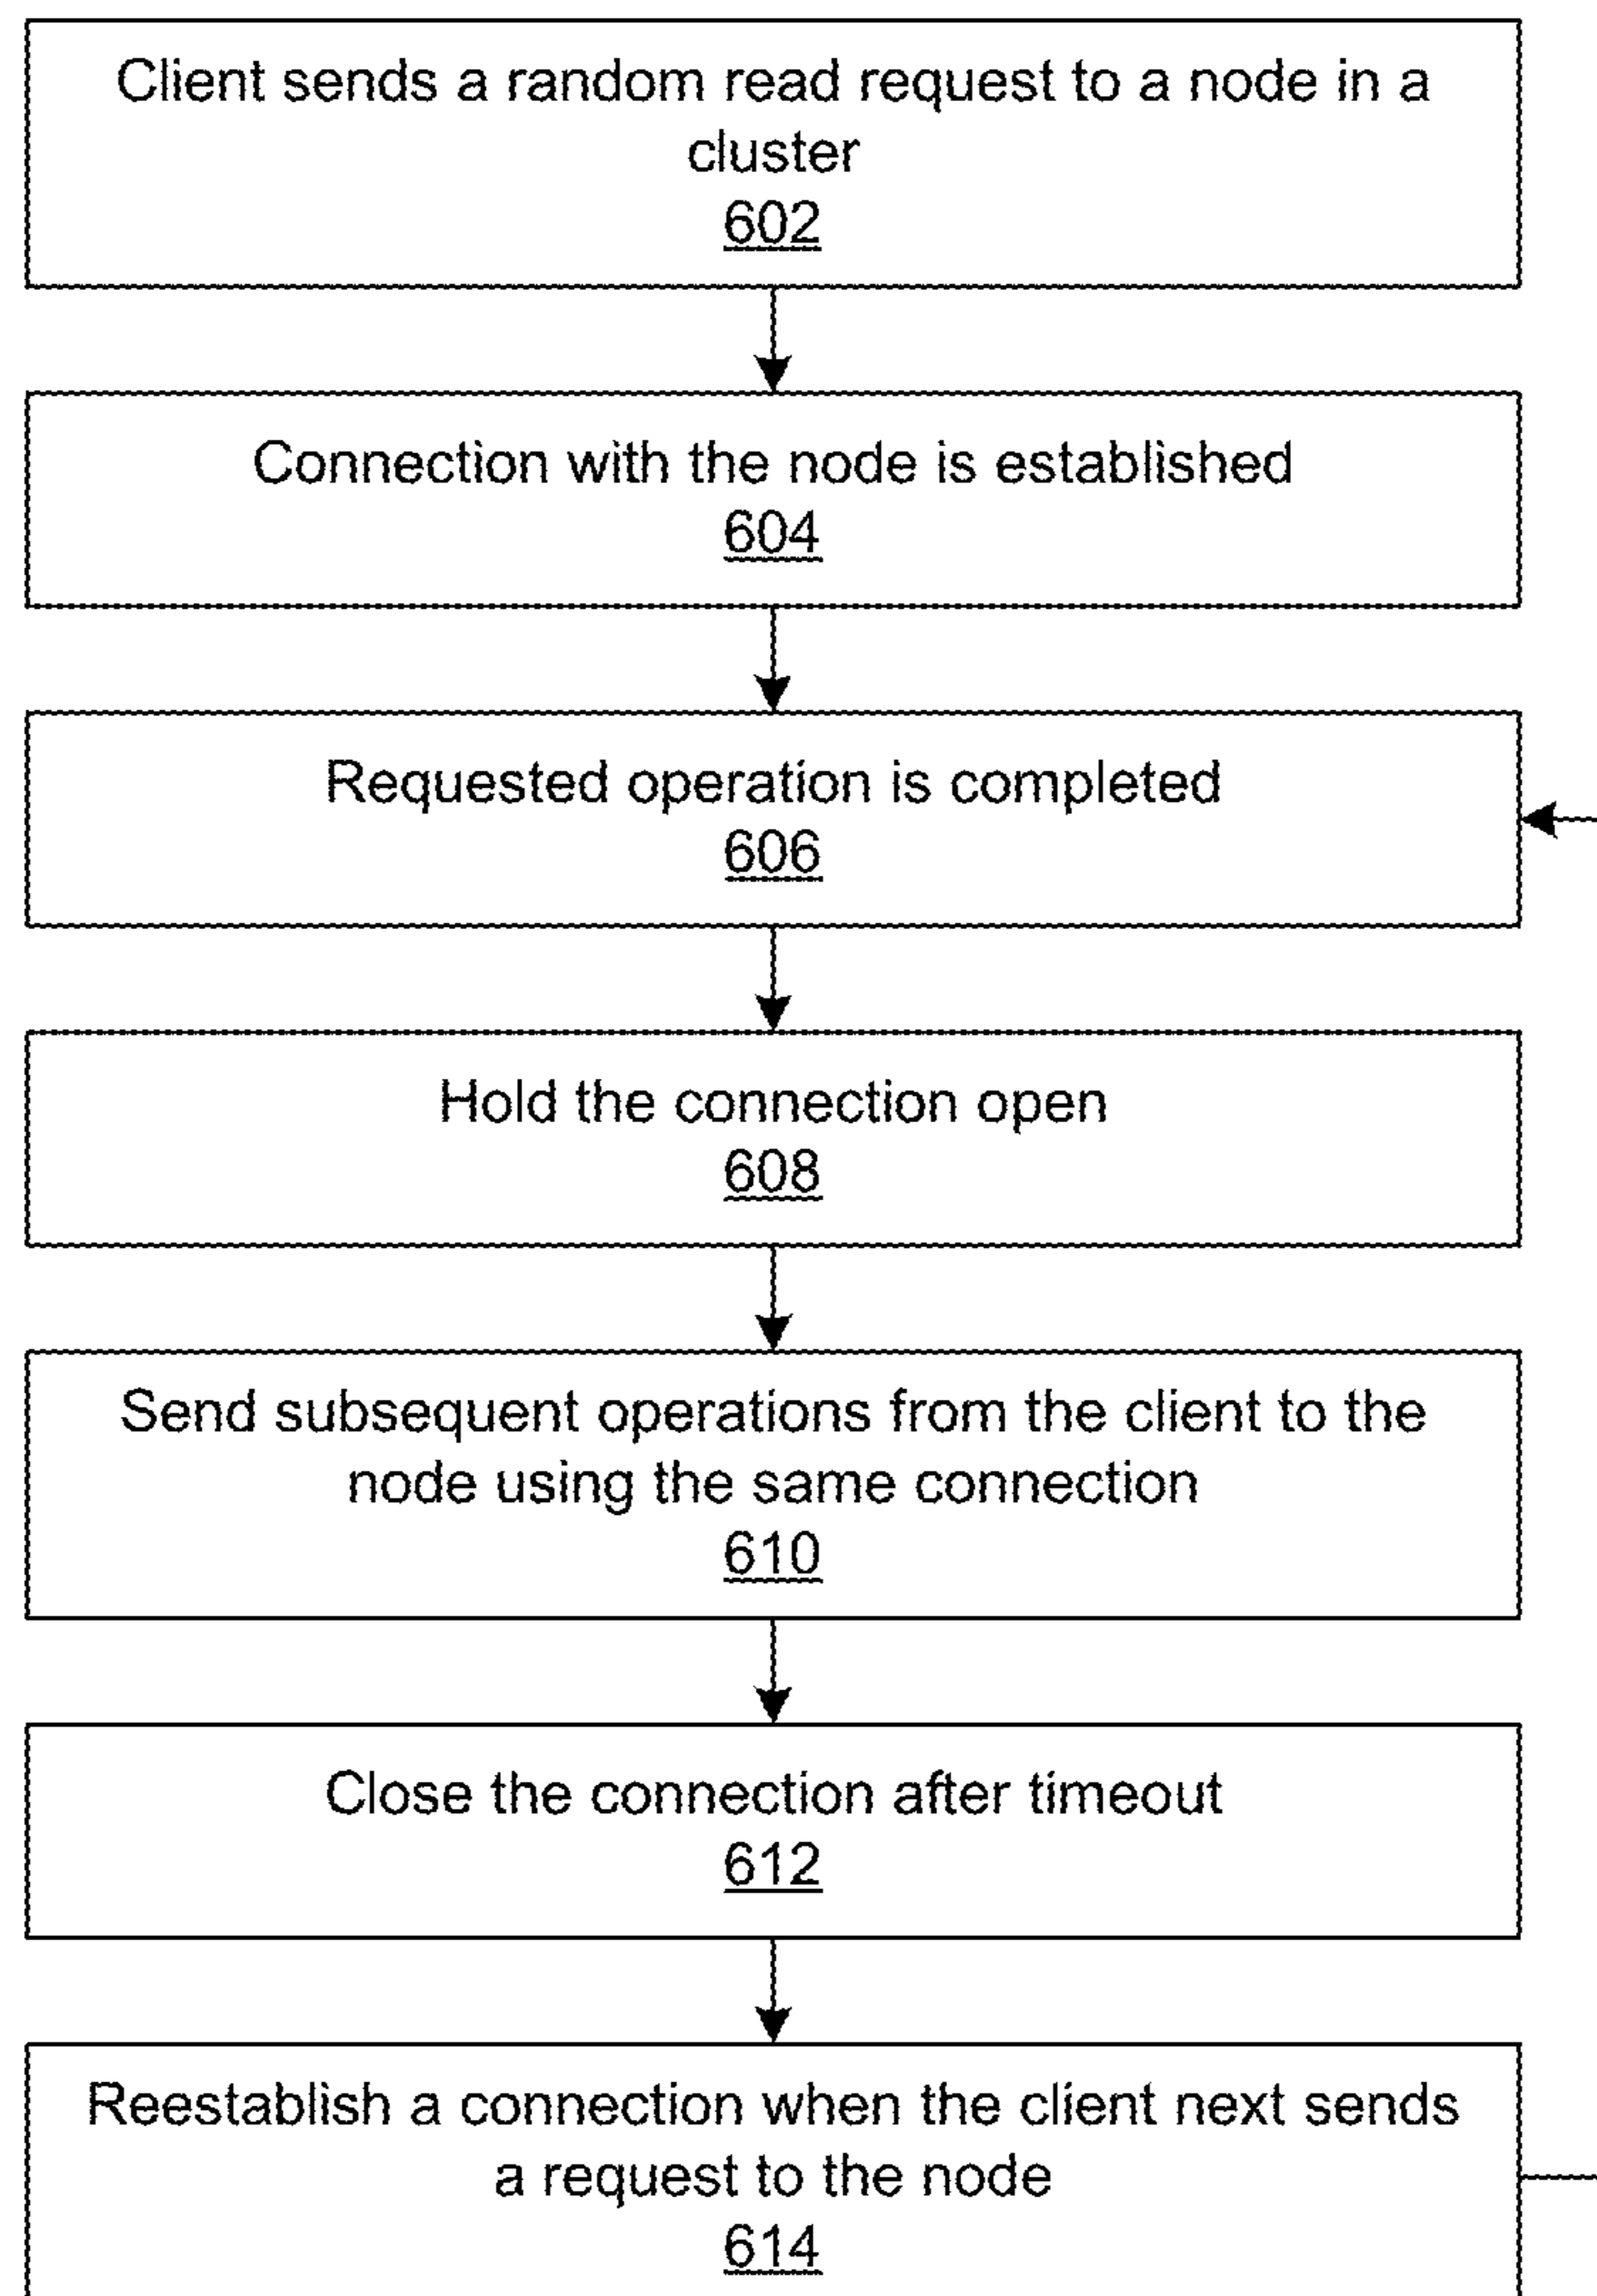 Client sends a random read request to a node in a
cluster
602
Connection with the node is established
604
Requested operation is completed
606
Hold the connection open
608
Send subsequent operations from the client to the
node using the same connection
610
Close the connection after timeout
612
Reestablish a connection when the client next sends
a request to the node
614